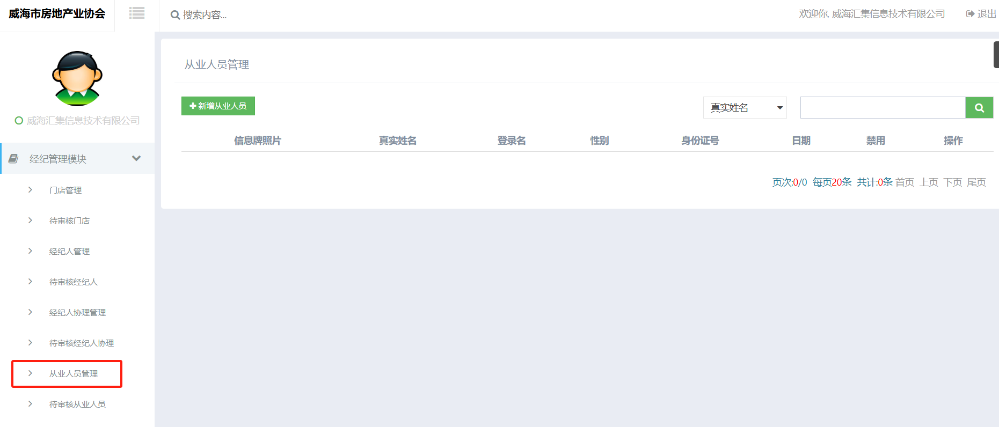 威海市房地产业协会
搜索内容...
欢迎你, 威海汇集信息技术有限公司
退出
威海汇集信息技术有限公司
经纪管理模块
门店管理
待审核门店
经纪人管理
待审核经纪人
经纪人协理管理
待审核经纪人协理
从业人员管理
待审核从业人员
从业人员管理
新增从业人员
真实姓名
信息牌照片 真实姓名 登录名 性别 身份证号 日期 禁用 操作
页次:0/0 每页20条 共计:0条 首页 上页 下页 尾页